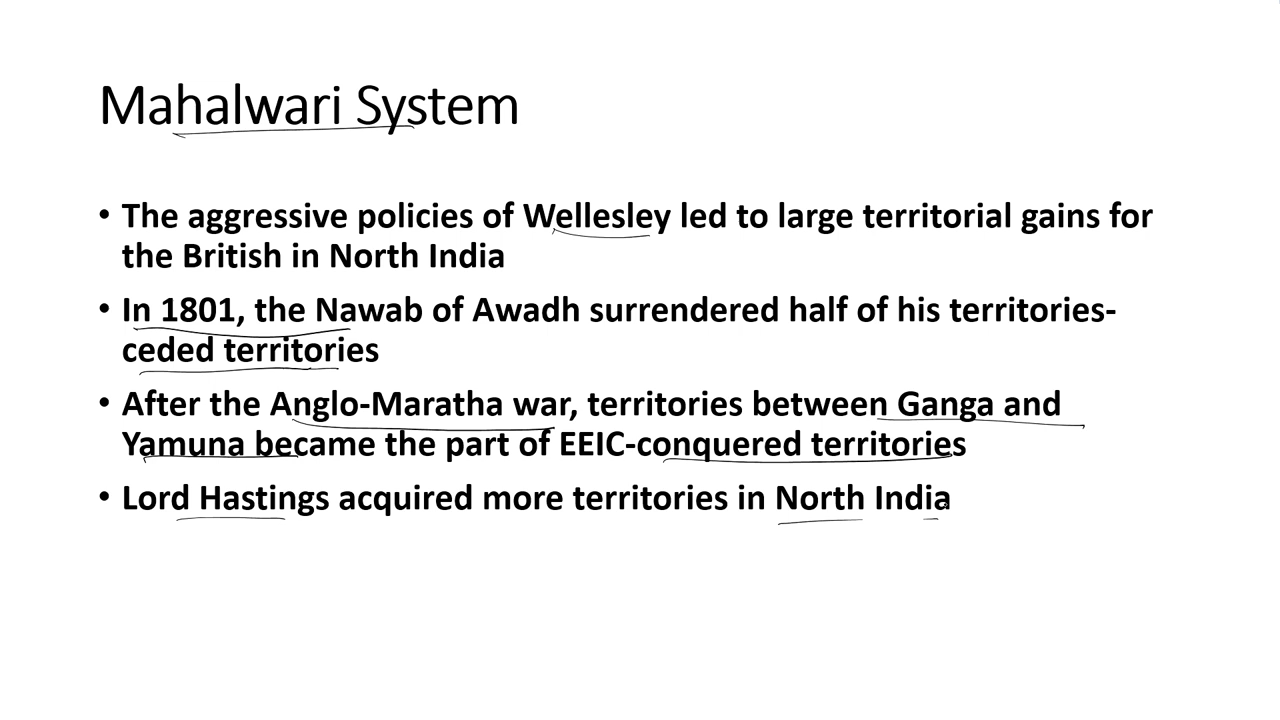 Mahalwari System
• The aggressive policies of Wellesley led to large territorial gains for
the British in North India
• In 1801, the Nawab of Awadh surrendered half of his territories-
ceded territories
• After the Anglo-Maratha war, territories between Ganga and
Yamuna became the part of EEIC-conquered territories
• Lord Hastings acquired more territories in North India